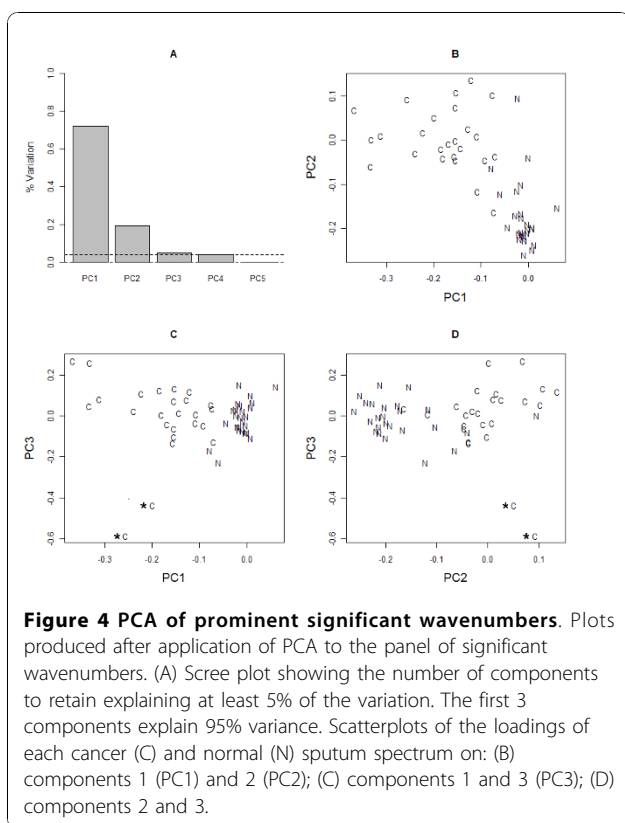 A
B
% Variation
1.0
0.8
0.6
0.4
0.2
0.0
PC1 PC2 PC3 PC4 PC5
PC2
0.1
0.0
-0.1
-0.2
-0.3 -0.2 -0.1 0.0
PC1
C
D
PC3
0.2
0.0
-0.2
-0.4
-0.6
* C
* C
-0.3 -0.2 -0.1 0.0
PC1
PC3
0.2
0.0
-0.2
-0.4
-0.6
* C
* C
-0.2 -0.1 0.0 0.1
PC2
Figure 4 PCA of prominent significant wavenumbers. Plots
produced after application of PCA to the panel of significant
wavenumbers. (A) Scree plot showing the number of components
to retain explaining at least 5% of the variation. The first 3
components explain 95% variance. Scatterplots of the loadings of
each cancer (C) and normal (N) sputum spectrum on: (B)
components 1 (PC1) and 2 (PC2); (C) components 1 and 3 (PC3); (D)
components 2 and 3.